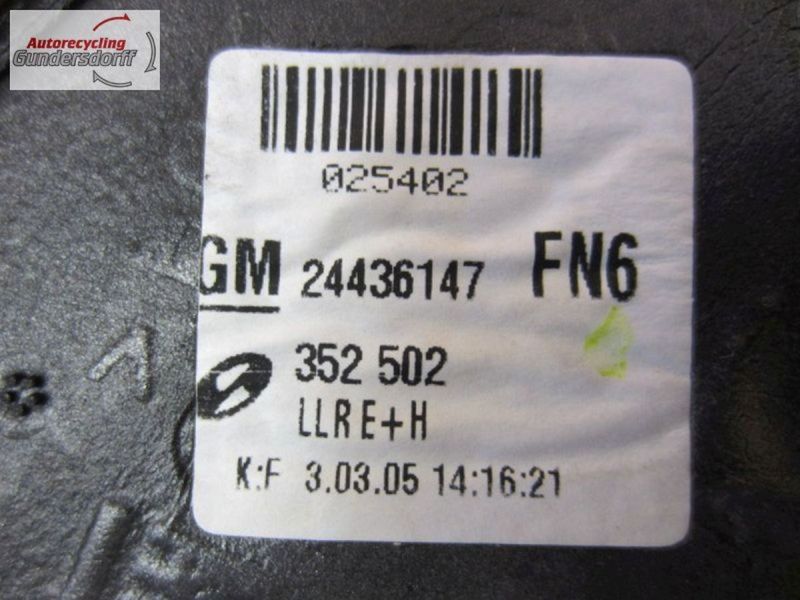 Autorecycling
Gundersdorff
025402
GM 24436147 FN6
352 502
LLRE+H
K:F 3.03.05 14:16:21